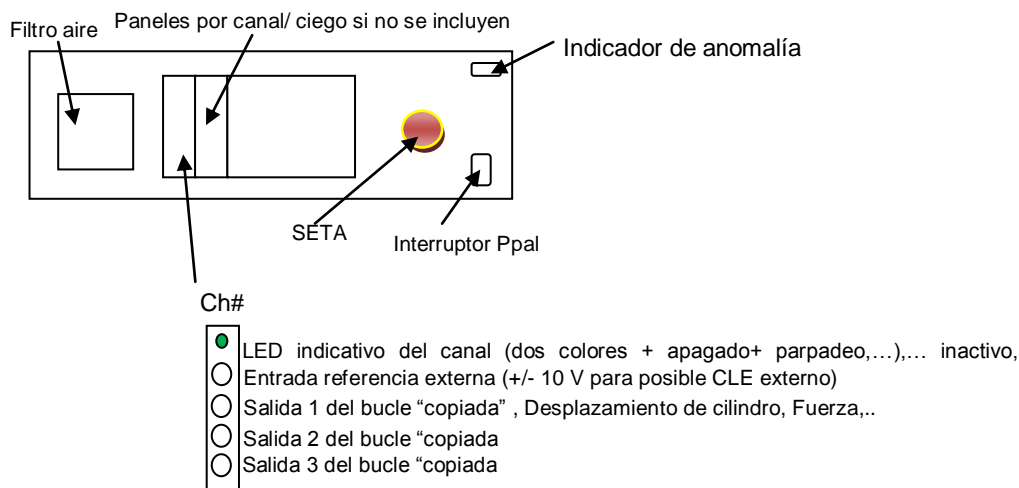 Filtro aire
Paneles por canal/ ciego si no se incluyen
Indicador de anomalía
SETA
Interruptor Ppal
Ch#
LED indicativo del canal (dos colores + apagado+ parpadeo,…),… inactivo,
Entrada referencia externa (+/- 10 V para posible CLE externo)
Salida 1 del bucle “copiada” , Desplazamiento de cilindro, Fuerza,..
Salida 2 del bucle “copiada
Salida 3 del bucle “copiada